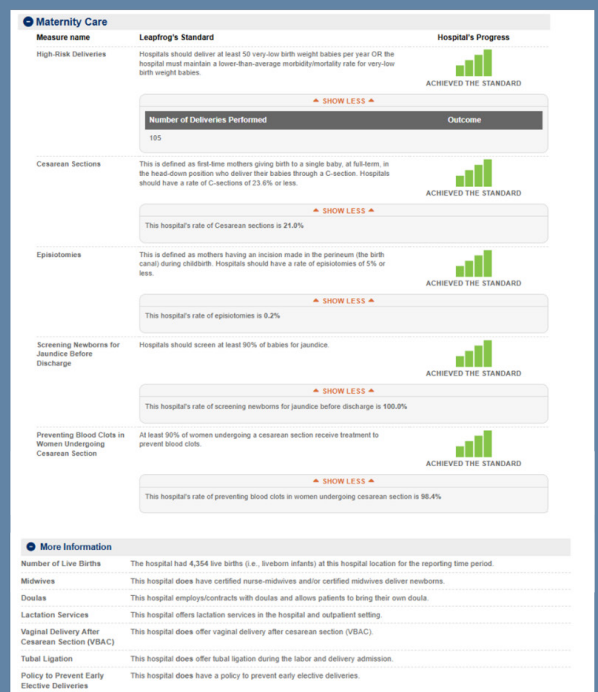 Maternity Care
Measure name Leapfrog's Standard Hospital's Progress
High-Risk Deliveries
Hospitals should deliver at least 50 very-low birth weight babies per year OR the
hospital must maintain a lower-than-average morbidity/mortality rate for very-low
birth weight babies.
ACHIEVED THE STANDARD
SHOW LESS
Number of Deliveries Performed Outcome
105
Cesarean Sections
This is defined as first-time mothers giving birth to a single baby, at full-term, in
the head-down position who deliver their babies through a C-section. Hospitals
should have a rate of C-sections of 23.6% or less.
ACHIEVED THE STANDARD
SHOW LESS
This hospital's rate of Cesarean sections is 21.0%
Episiotomies
This is defined as mothers having an incision made in the perineum (the birth
canal) during childbirth. Hospitals should have a rate of episiotomies of 5% or
less.
ACHIEVED THE STANDARD
SHOW LESS
This hospital's rate of episiotomies is 0.2%
Screening Newborns for
Jaundice Before
Discharge
Hospitals should screen at least 90% of babies for jaundice.
ACHIEVED THE STANDARD
SHOW LESS
This hospital's rate of screening newborns for jaundice before discharge is 100.0%
Preventing Blood Clots in
Women Undergoing
Cesarean Section
At least 90% of women undergoing a cesarean section receive treatment to
prevent blood clots.
ACHIEVED THE STANDARD
SHOW LESS
This hospital's rate of preventing blood clots in women undergoing cesarean section is 98.4%
More Information
Number of Live Births The hospital had 4,354 live births (i.e., liveborn infants) at this hospital location for the reporting time period.
Midwives This hospital does have certified nurse-midwives and/or certified midwives deliver newborns.
Doulas This hospital employs/contracts with doulas and allows patients to bring their own doula.
Lactation Services This hospital offers lactation services in the hospital and outpatient setting.
Vaginal Delivery After
Cesarean Section (VBAC)
This hospital does offer vaginal delivery after cesarean section (VBAC).
Tubal Ligation This hospital does offer tubal ligation during the labor and delivery admission.
Policy to Prevent Early
Elective Deliveries
This hospital does have a policy to prevent early elective deliveries.